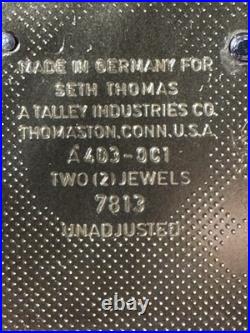 MADE IN GERMANY FOR
SETH THOMAS
A TALLEY INDUSTRIES CO.
THOMASTON, CONN. U.S.A.
A403-001
TWO (2) JEWELS
7813
UNADJUSTED